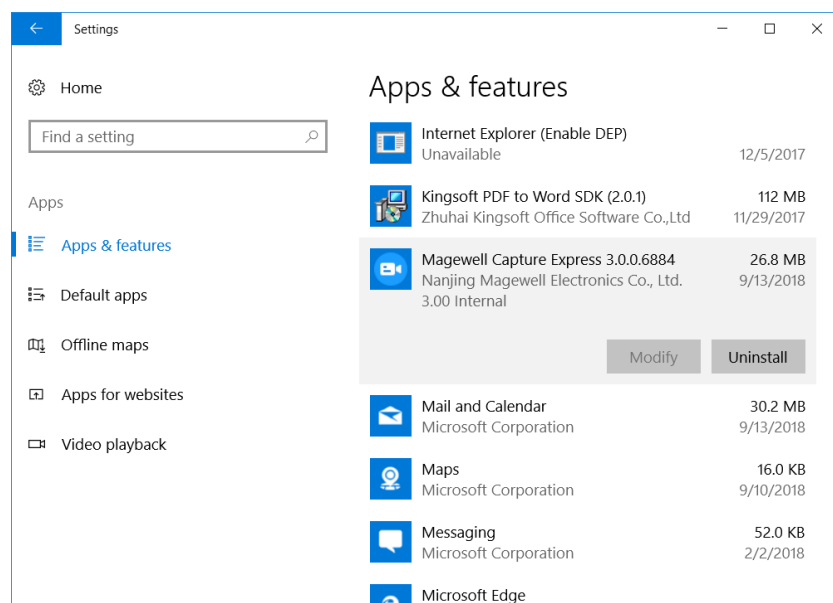 Settings
Home
Find a setting
Apps
Apps & features
Default apps
Offline maps
Apps for websites
Video playback
Apps & features
Internet Explorer (Enable DEP)
Unavailable 12/5/2017
Kingsoft PDF to Word SDK (2.0.1) 112 MB
Zhuhai Kingsoft Office Software Co.,Ltd 11/29/2017
Magewell Capture Express 3.0.0.6884 26.8 MB
Nanjing Magewell Electronics Co., Ltd. 9/13/2018
3.00 Internal
Modify Uninstall
Mail and Calendar 30.2 MB
Microsoft Corporation 9/13/2018
Maps 16.0 KB
Microsoft Corporation 9/10/2018
Messaging 52.0 KB
Microsoft Corporation 2/2/2018
Microsoft Edge